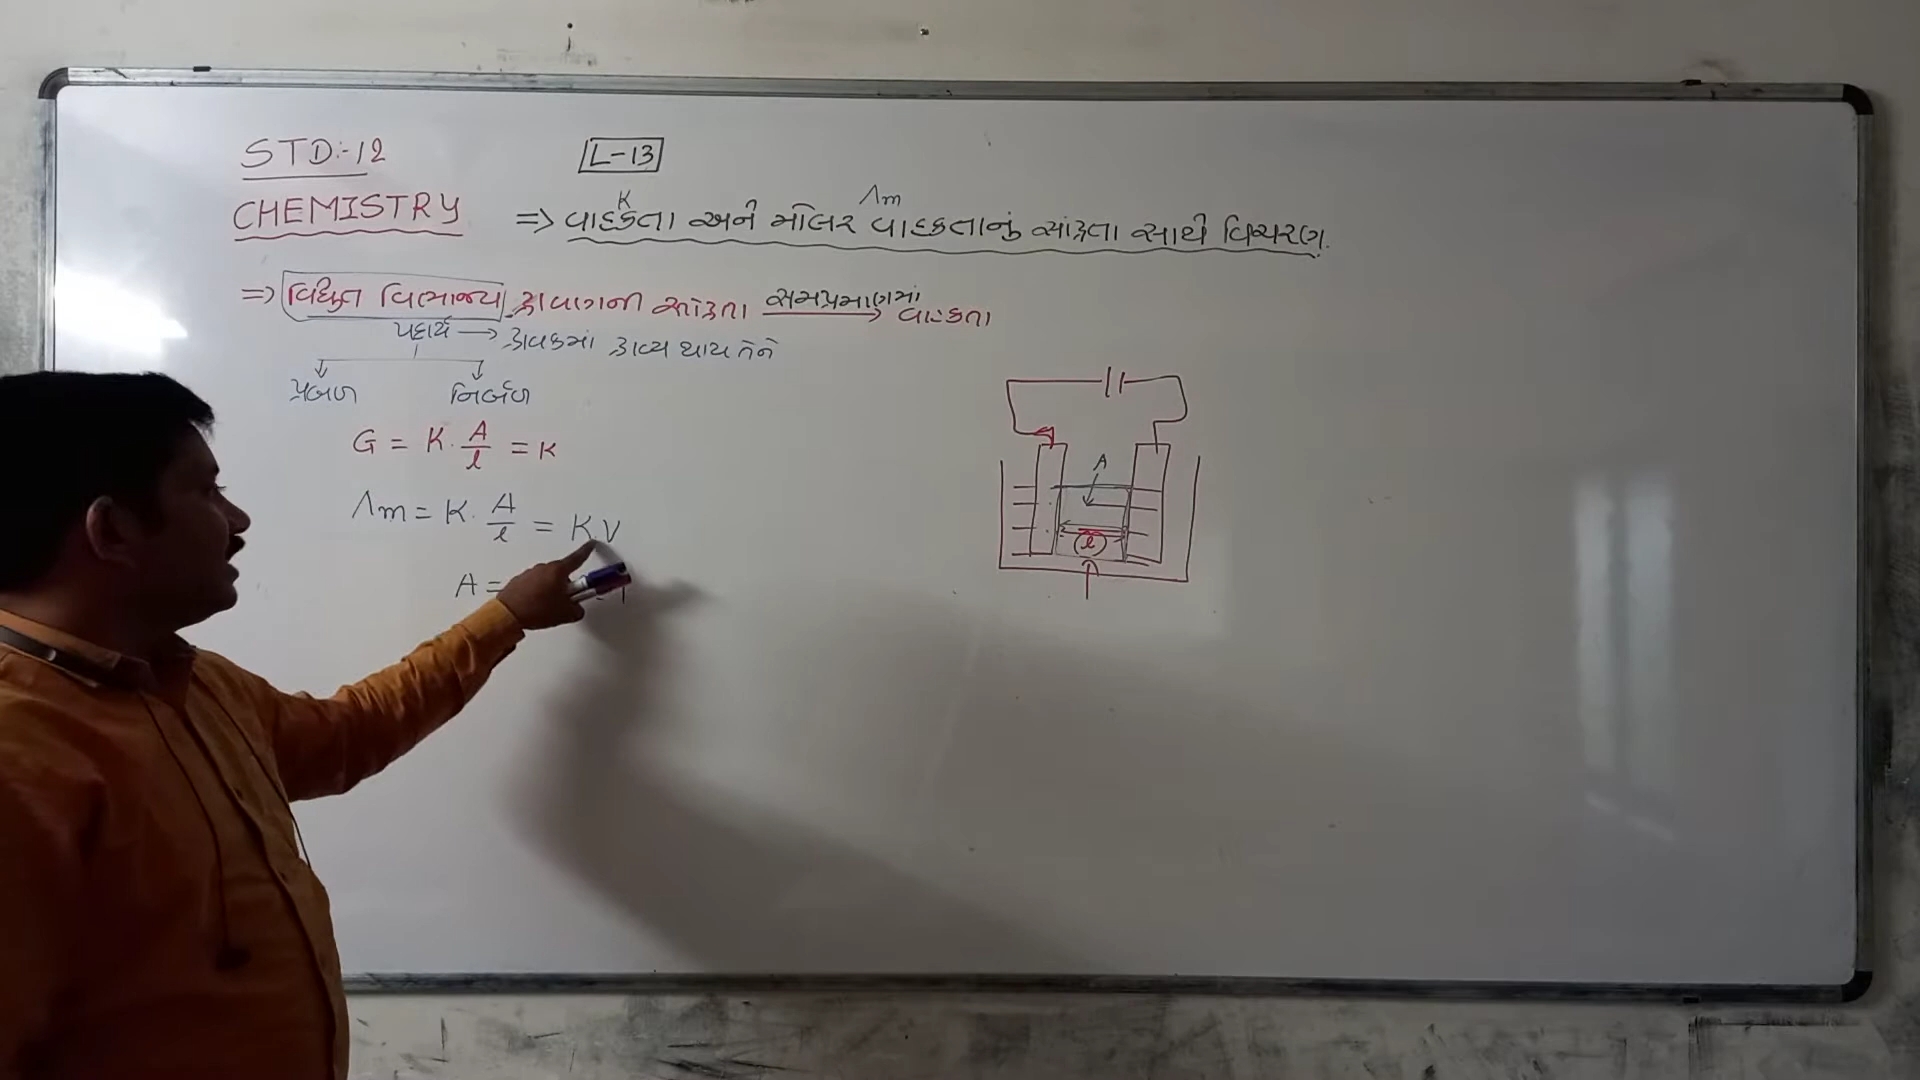 STD:-12
L-13
CHEMISTRY
K Λm
=> વાહકતા અને મોલર વાહકતાનું સાંદ્રતા સાથે વિચરણ.
=> વિદ્યુત વિભાજ્ય દ્રાવણની સાંદ્રતા સમપ્રમાણમાં વાહકતા
પદાર્થ → દ્રાવકમાં દ્રાવ્ય થાય તેને
પ્રબળ નિર્બળ
G = K. A/l = K
Λm = K. A/l = K.V
A =
A
(l)